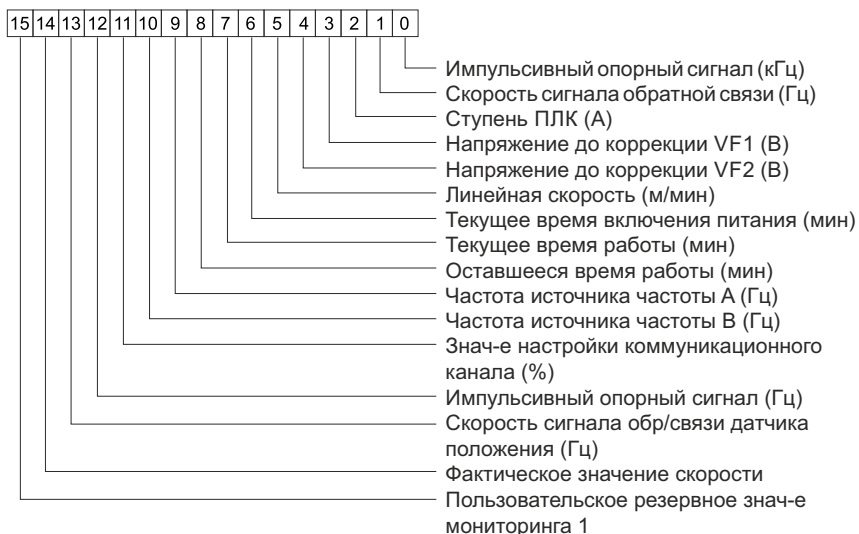 15 14 13 12 11 10 9 8 7 6 5 4 3 2 1 0
Импульсивный опорный сигнал (кГц)
Скорость сигнала обратной связи (Гц)
Ступень ПЛК (А)
Напряжение до коррекции VF1 (В)
Напряжение до коррекции VF2 (В)
Линейная скорость (м/мин)
Текущее время включения питания (мин)
Текущее время работы (мин)
Оставшееся время работы (мин)
Частота источника частоты А (Гц)
Частота источника частоты В (Гц)
Знач-е настройки коммуникационного
канала (%)
Импульсивный опорный сигнал (Гц)
Скорость сигнала обр/связи датчика
положения (Гц)
Фактическое значение скорости
Пользовательское резервное знач-е
мониторинга 1